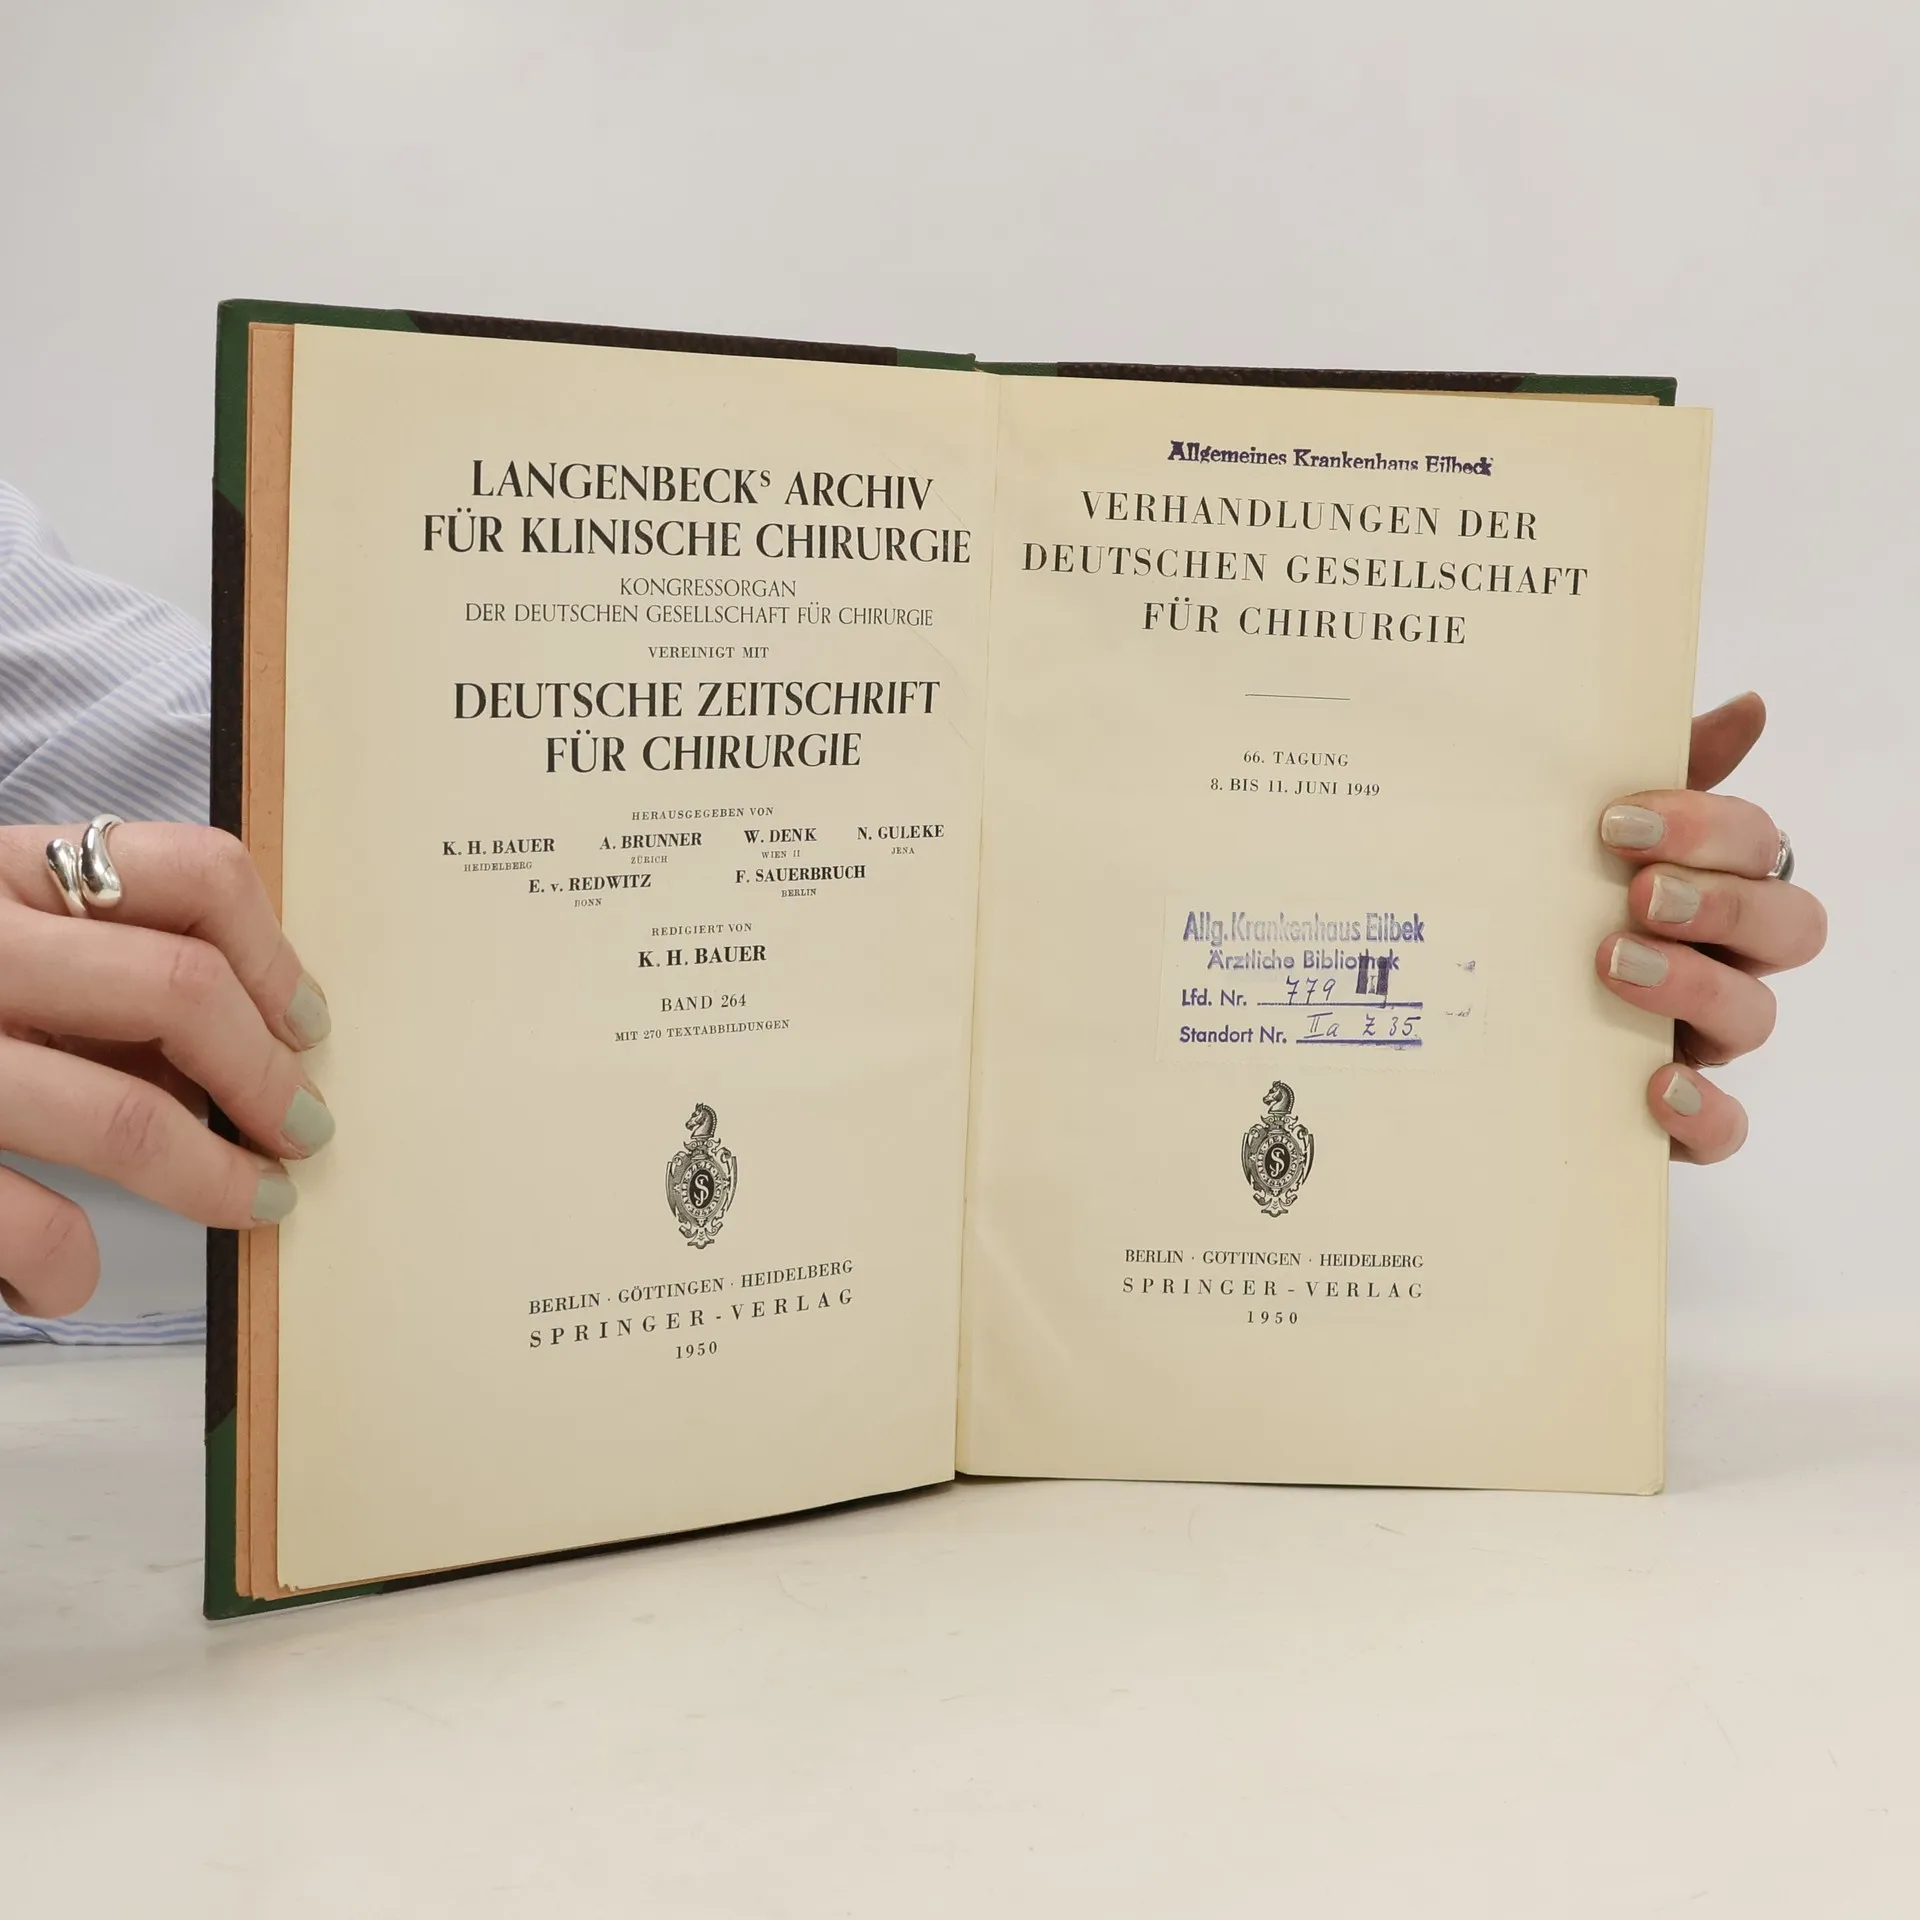 LANGENBECKS ARCHIV
FÜR KLINISCHE CHIRURGIE
KONGRESSORGAN
DER DEUTSCHEN GESELLSCHAFT FÜR CHIRURGIE
VEREINIGT MIT
DEUTSCHE ZEITSCHRIFT
FÜR CHIRURGIE
HERAUSGEGEBEN VON
K. H. BAUER A. BRUNNER W. DENK N. GULEKE
HEIDELBERG ZÜRICH WIEN II JENA
E. v. REDWITZ F. SAUERBRUCH
BONN BERLIN
REDIGIERT VON
K. H. BAUER
BAND 264
MIT 270 TEXTABBILDUNGEN
BERLIN · GÖTTINGEN · HEIDELBERG
SPRINGER-VERLAG
1950
Allgemeines Krankenhaus Eilbeck
VERHANDLUNGEN DER
DEUTSCHEN GESELLSCHAFT
FÜR CHIRURGIE
66. TAGUNG
8. BIS 11. JUNI 1949
Allg. Krankenhaus Eilbek
Ärztliche Bibliothek
Lfd. Nr. 779
Standort Nr. IIa Z 35
BERLIN · GÖTTINGEN · HEIDELBERG
SPRINGER-VERLAG
1950